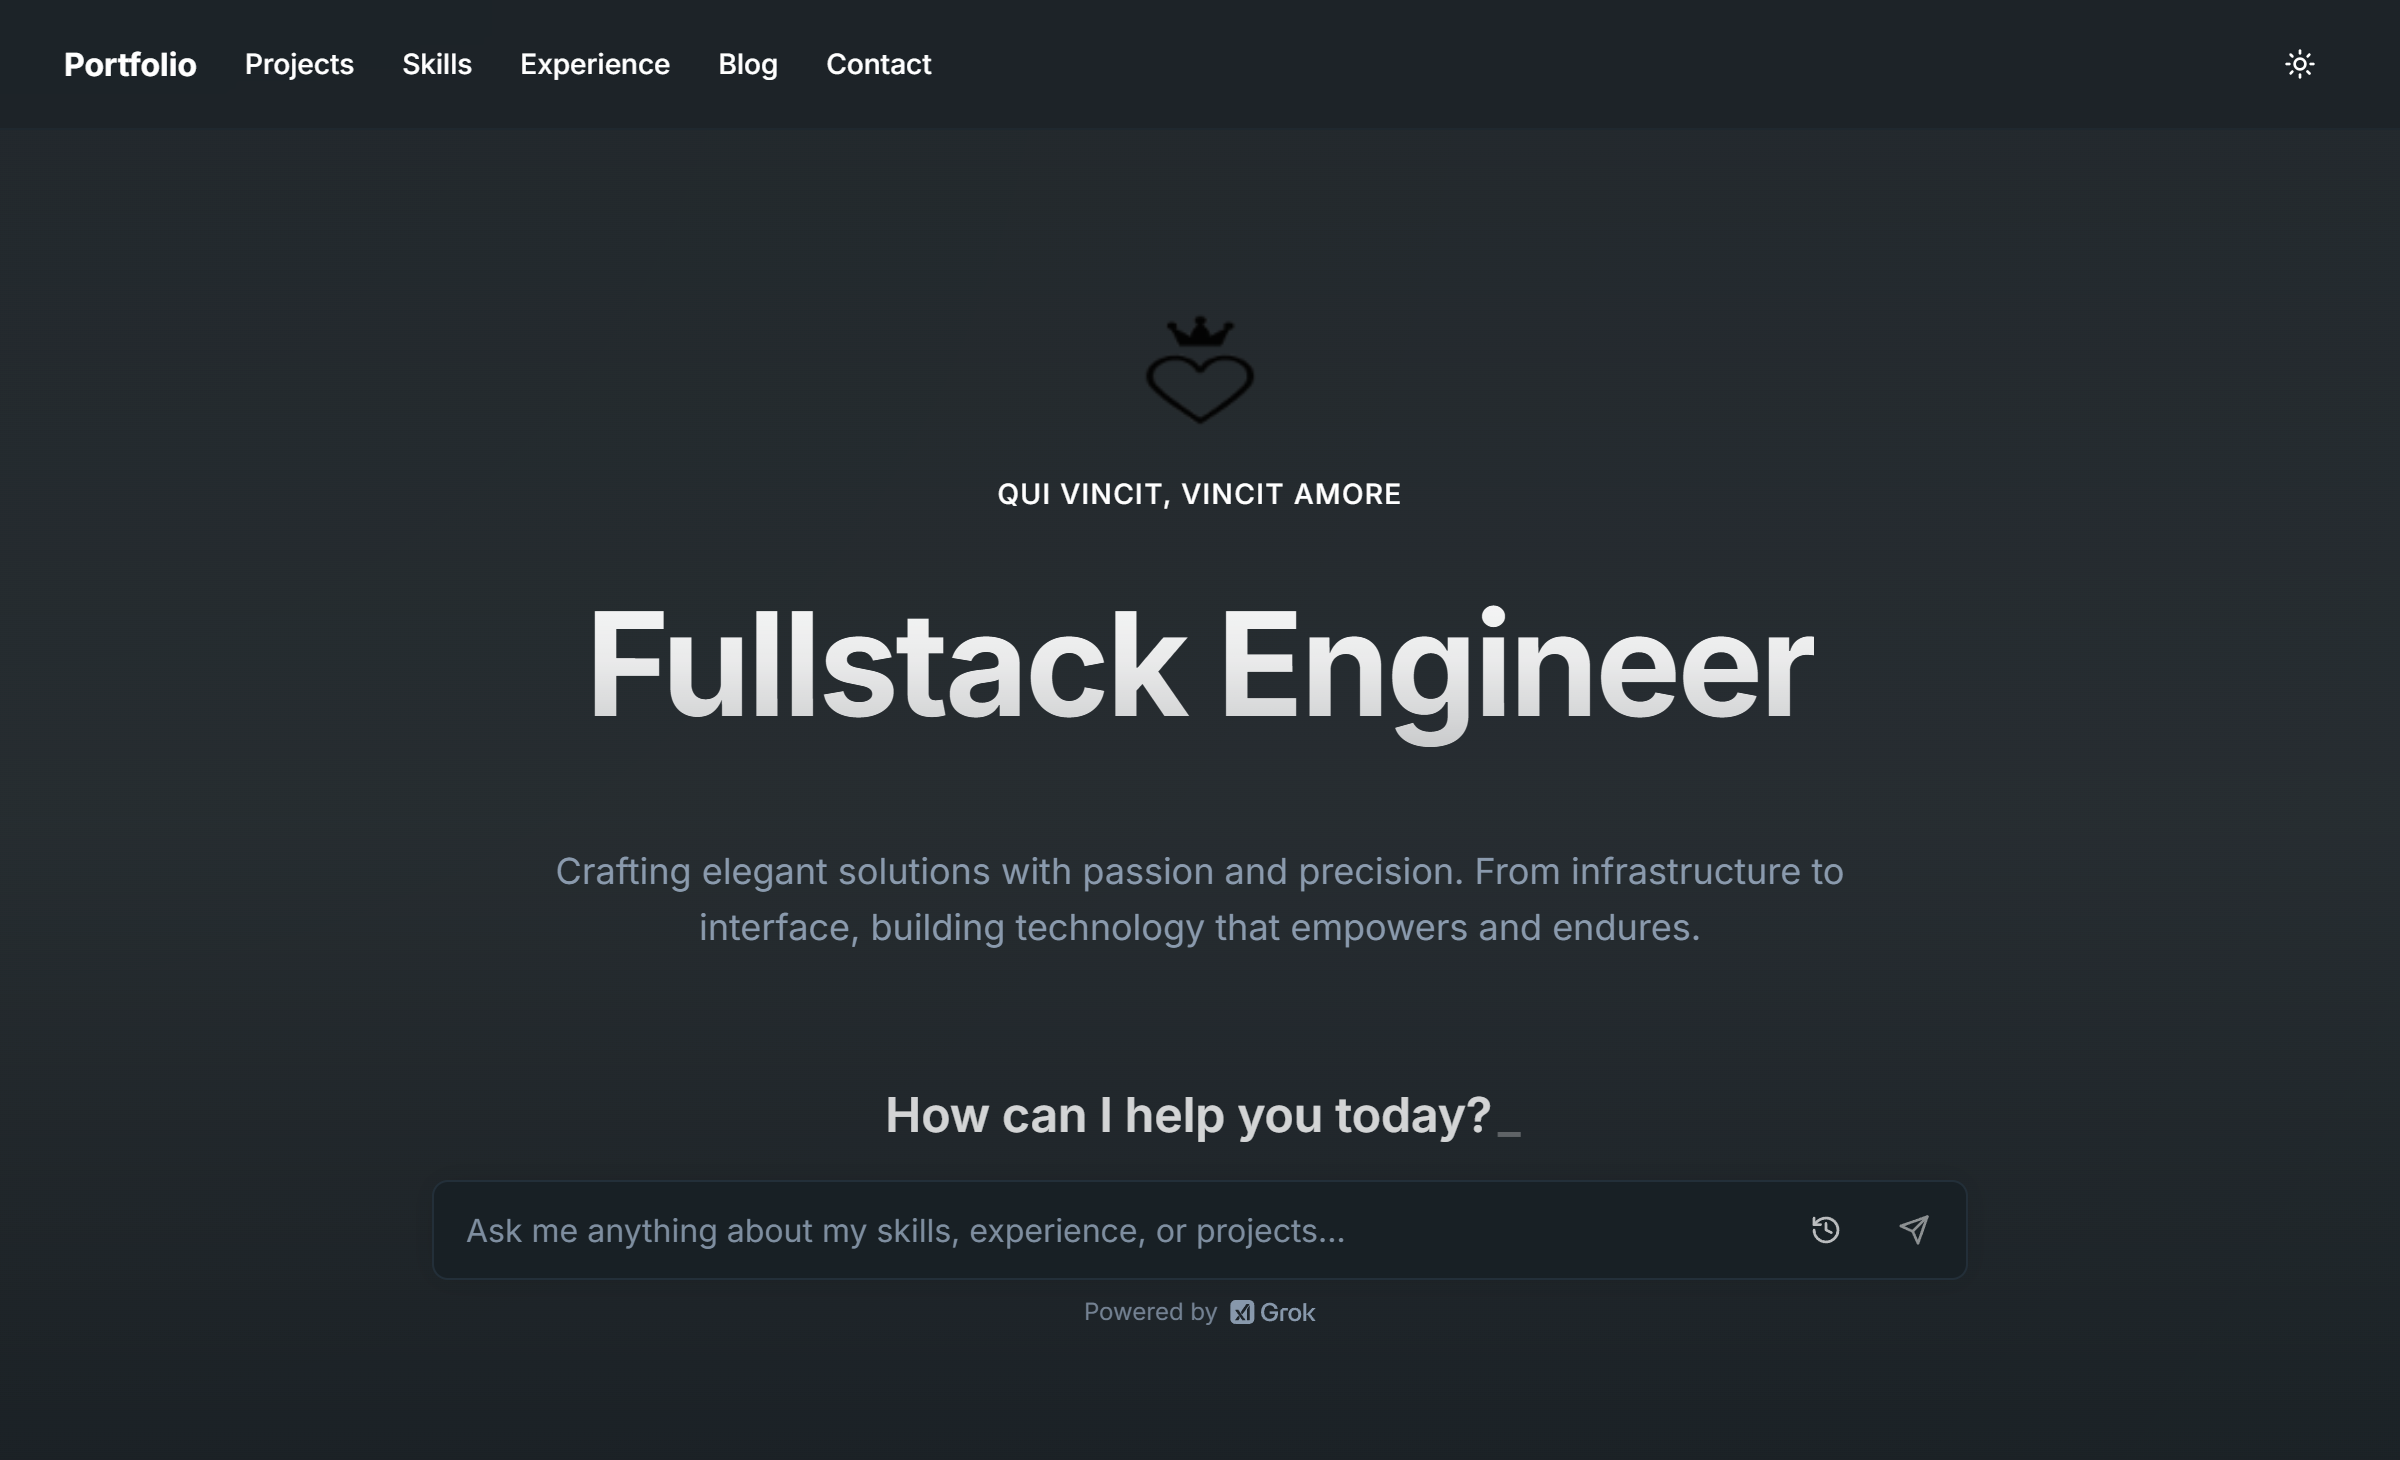 Portfolio Projects Skills Experience Blog Contact
QUI VINCIT, VINCIT AMORE
Fullstack Engineer
Crafting elegant solutions with passion and precision. From infrastructure to
interface, building technology that empowers and endures.
How can I help you today?_
Ask me anything about my skills, experience, or projects...
Powered by xI Grok